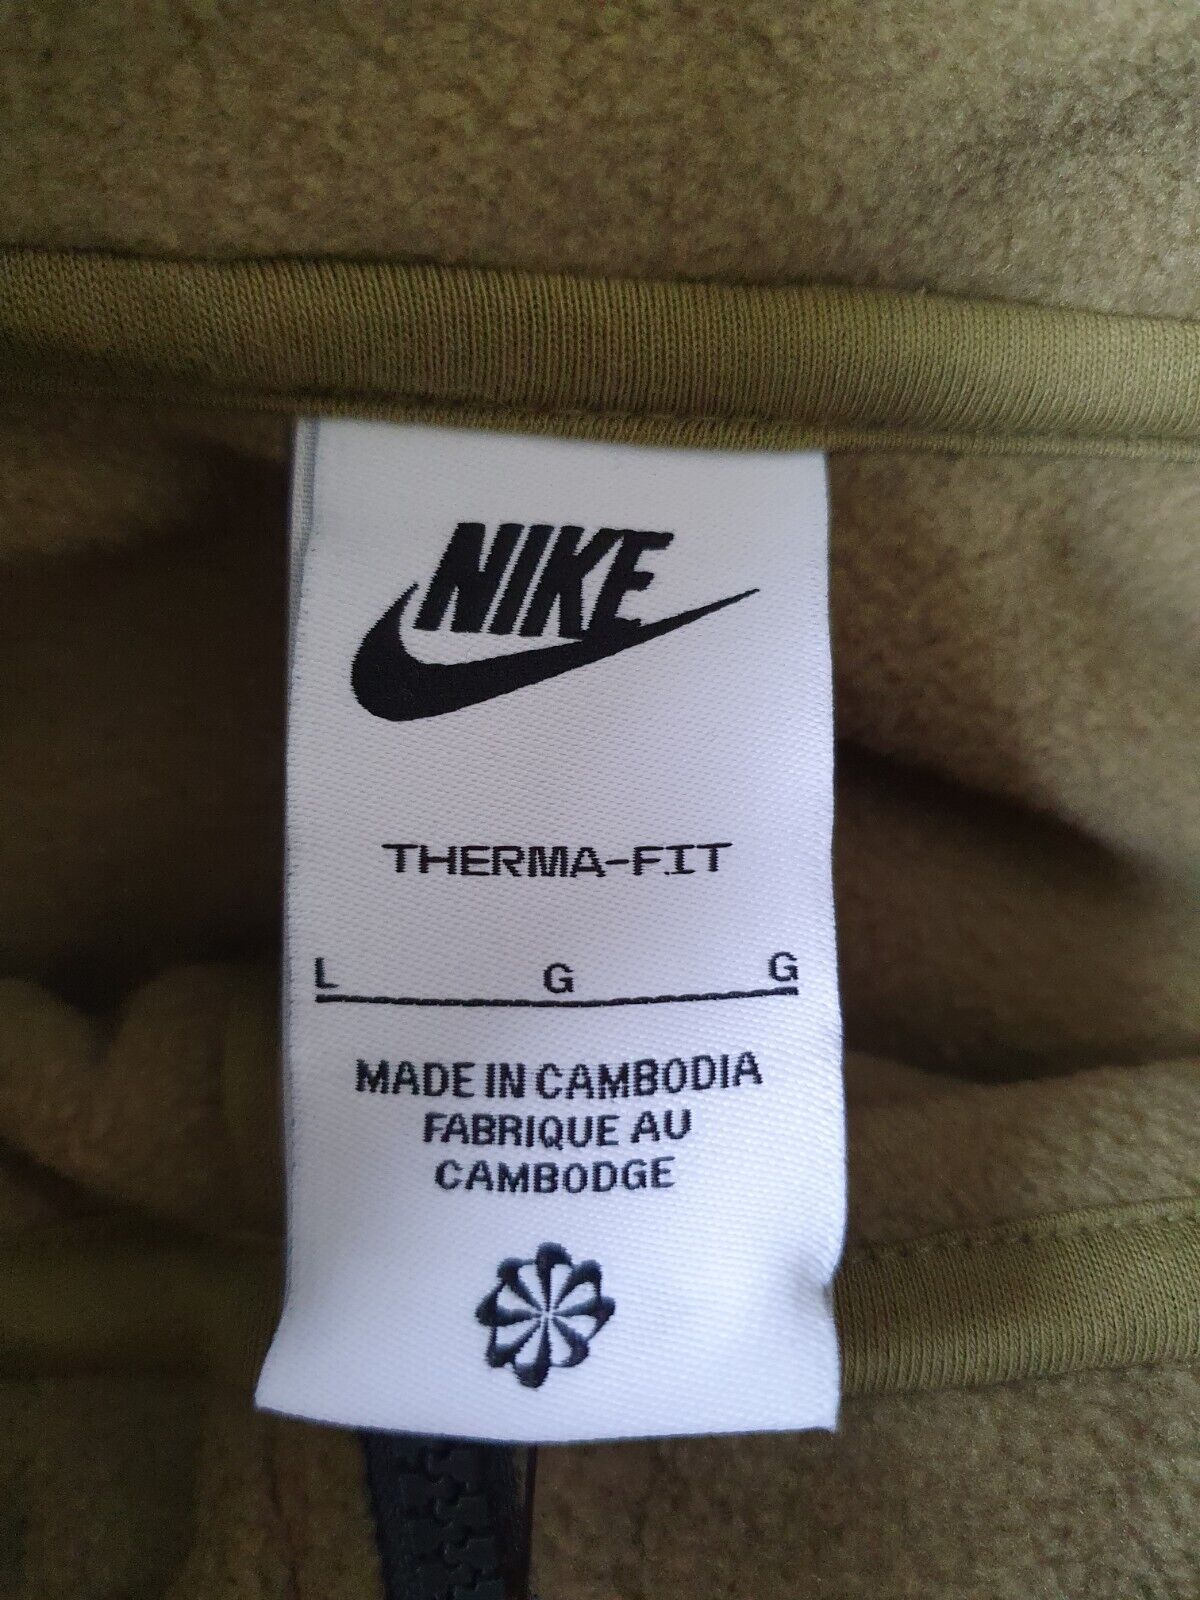 NIKE
THERMA-FIT
L G G
MADE IN CAMBODIA
FABRIQUE AU
CAMBODGE